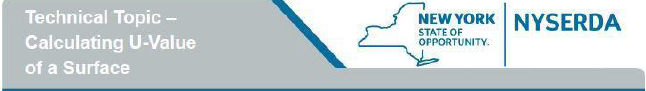 Technical Topic –
Calculating U-Value
of a Surface
NEW YORK
STATE OF
OPPORTUNITY.
NYSERDA